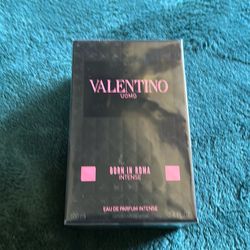 VALENTINO
UOMO
BORN IN ROMA
INTENSE
EAU DE PARFUM INTENSE